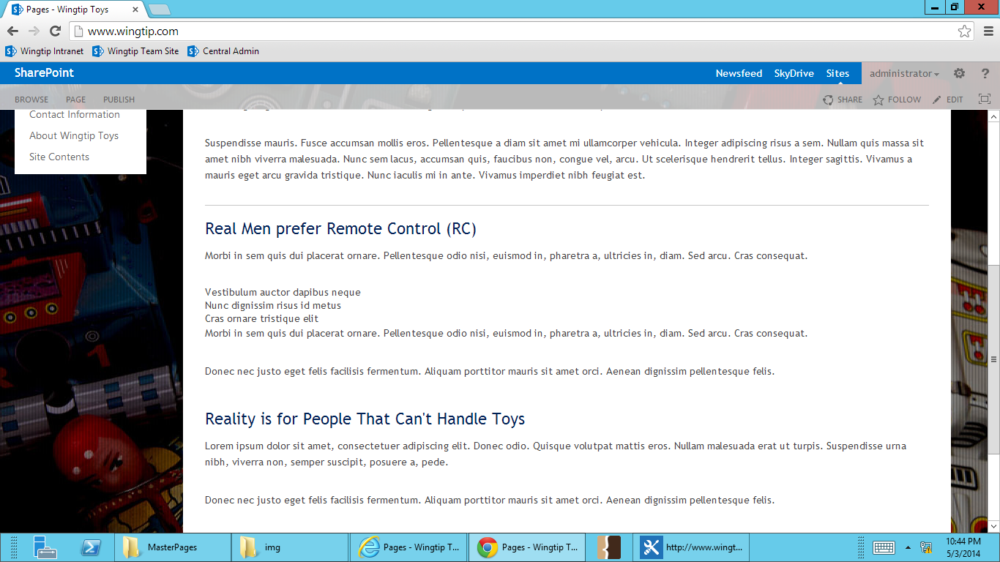 Pages - Wingtip Toys
www.wingtip.com
Wingtip Intranet Wingtip Team Site Central Admin
SharePoint Newsfeed SkyDrive Sites administrator ?
BROWSE PAGE PUBLISH SHARE FOLLOW EDIT
Contact Information
About Wingtip Toys
Site Contents
Suspendisse mauris. Fusce accumsan mollis eros. Pellentesque a diam sit amet mi ullamcorper vehicula. Integer adipiscing risus a sem. Nullam quis massa sit
amet nibh viverra malesuada. Nunc sem lacus, accumsan quis, faucibus non, congue vel, arcu. Ut scelerisque hendrerit tellus. Integer sagittis. Vivamus a
mauris eget arcu gravida tristique. Nunc iaculis mi in ante. Vivamus imperdiet nibh feugiat est.
Real Men prefer Remote Control (RC)
Morbi in sem quis dui placerat ornare. Pellentesque odio nisi, euismod in, pharetra a, ultricies in, diam. Sed arcu. Cras consequat.
Vestibulum auctor dapibus neque
Nunc dignissim risus id metus
Cras ornare tristique elit
Morbi in sem quis dui placerat ornare. Pellentesque odio nisi, euismod in, pharetra a, ultricies in, diam. Sed arcu. Cras consequat.
Donec nec justo eget felis facilisis fermentum. Aliquam porttitor mauris sit amet orci. Aenean dignissim pellentesque felis.
Reality is for People That Can't Handle Toys
Lorem ipsum dolor sit amet, consectetuer adipiscing elit. Donec odio. Quisque volutpat mattis eros. Nullam malesuada erat ut turpis. Suspendisse urna
nibh, viverra non, semper suscipit, posuere a, pede.
Donec nec justo eget felis facilisis fermentum. Aliquam porttitor mauris sit amet orci. Aenean dignissim pellentesque felis.
MasterPages img Pages - Wingtip T... Pages - Wingtip T... http://www.wingt... 10:44 PM
5/3/2014